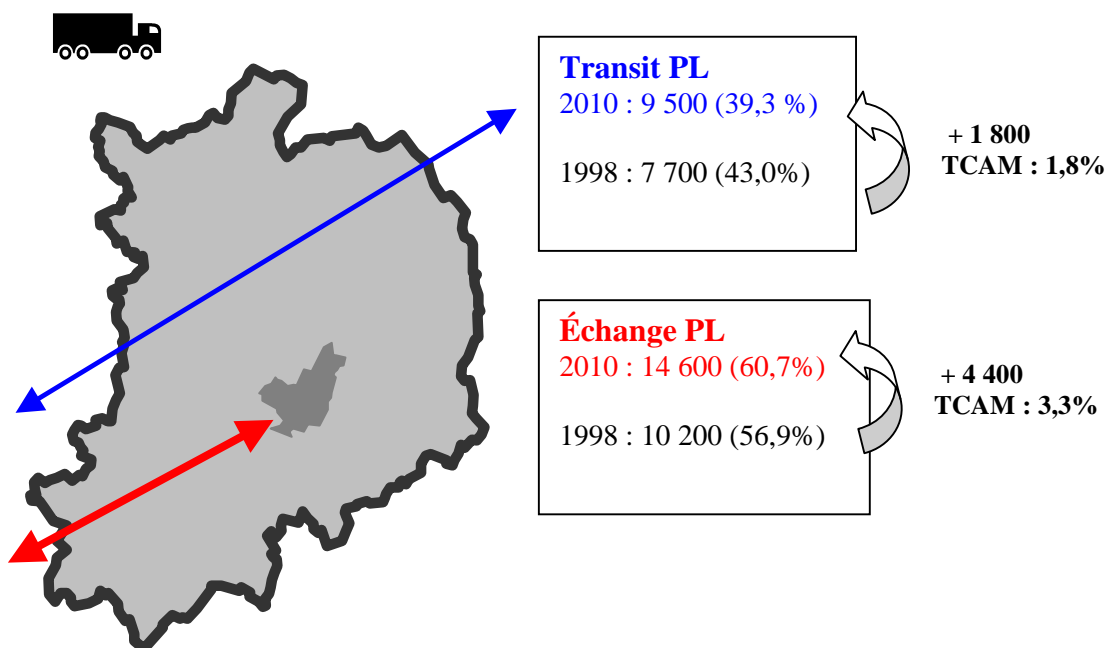 Transit PL
2010 : 9 500 (39,3 %)
1998 : 7 700 (43,0%)
+ 1 800
TCAM : 1,8%
Échange PL
2010 : 14 600 (60,7%)
1998 : 10 200 (56,9%)
+ 4 400
TCAM : 3,3%